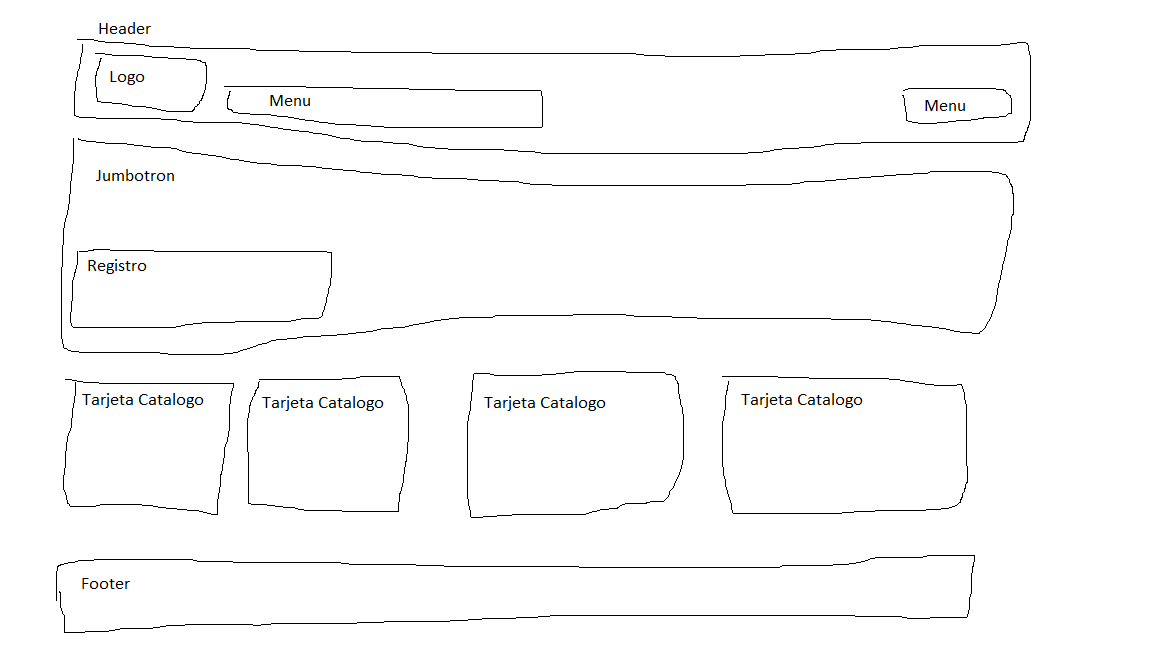 Header
Logo
Menu
Menu
Jumbotron
Registro
Tarjeta Catalogo
Tarjeta Catalogo
Tarjeta Catalogo
Tarjeta Catalogo
Footer